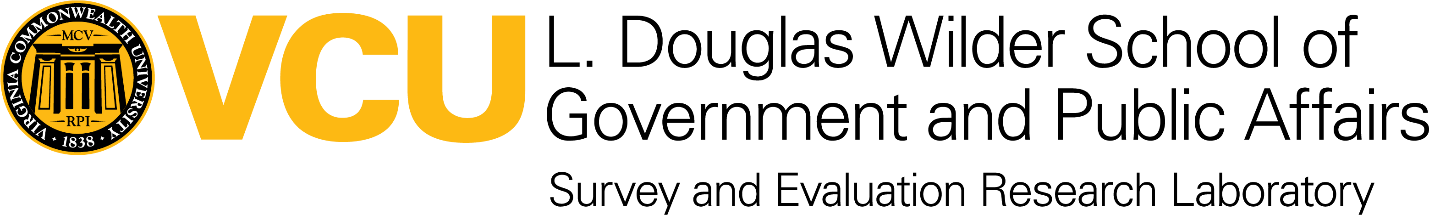 VIRGINIA COMMONWEALTH UNIVERSITY
MCV
RPI
· 1838 ·
VCU
L. Douglas Wilder School of
Government and Public Affairs
Survey and Evaluation Research Laboratory